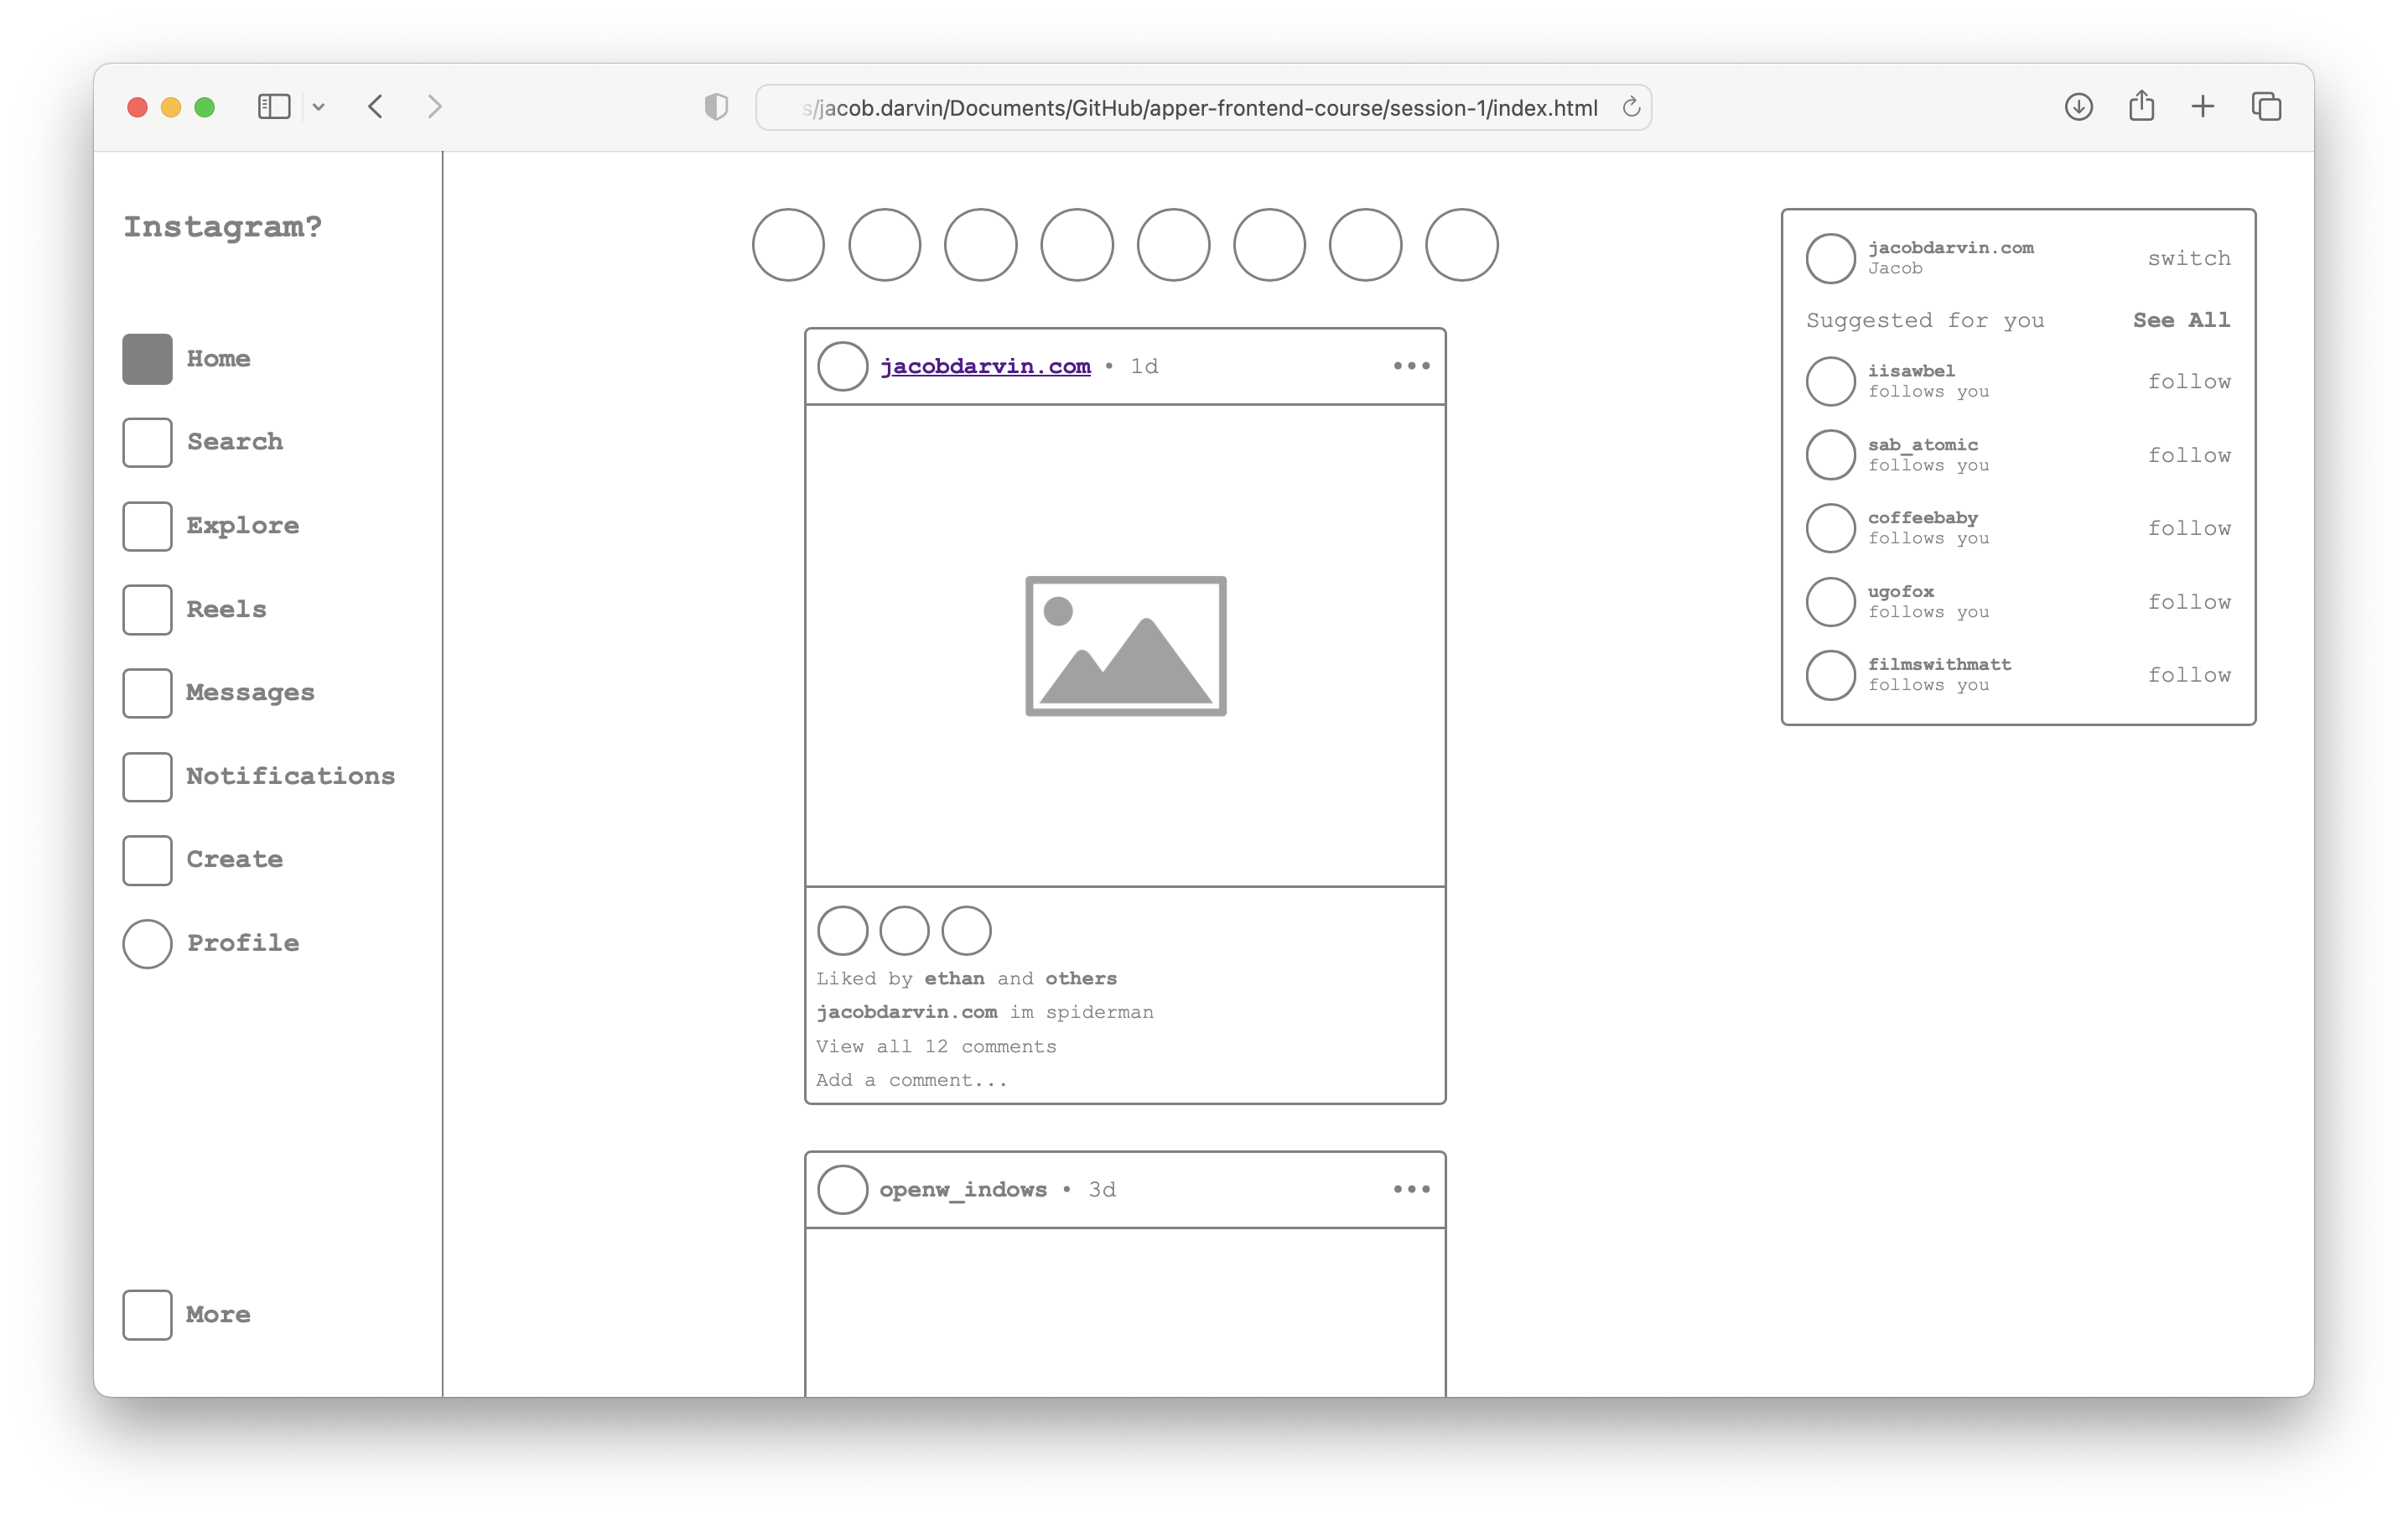 s/jacob.darvin/Documents/GitHub/apper-frontend-course/session-1/index.html
Instagram?
Home
Search
Explore
Reels
Messages
Notifications
Create
Profile
More
jacobdarvin.com • 1d
Liked by ethan and others
jacobdarvin.com im spiderman
View all 12 comments
Add a comment...
openw_indows • 3d
jacobdarvin.com
Jacob
switch
Suggested for you See All
iisawbel
follows you
follow
sab_atomic
follows you
follow
coffeebaby
follows you
follow
ugofox
follows you
follow
filmswithmatt
follows you
follow